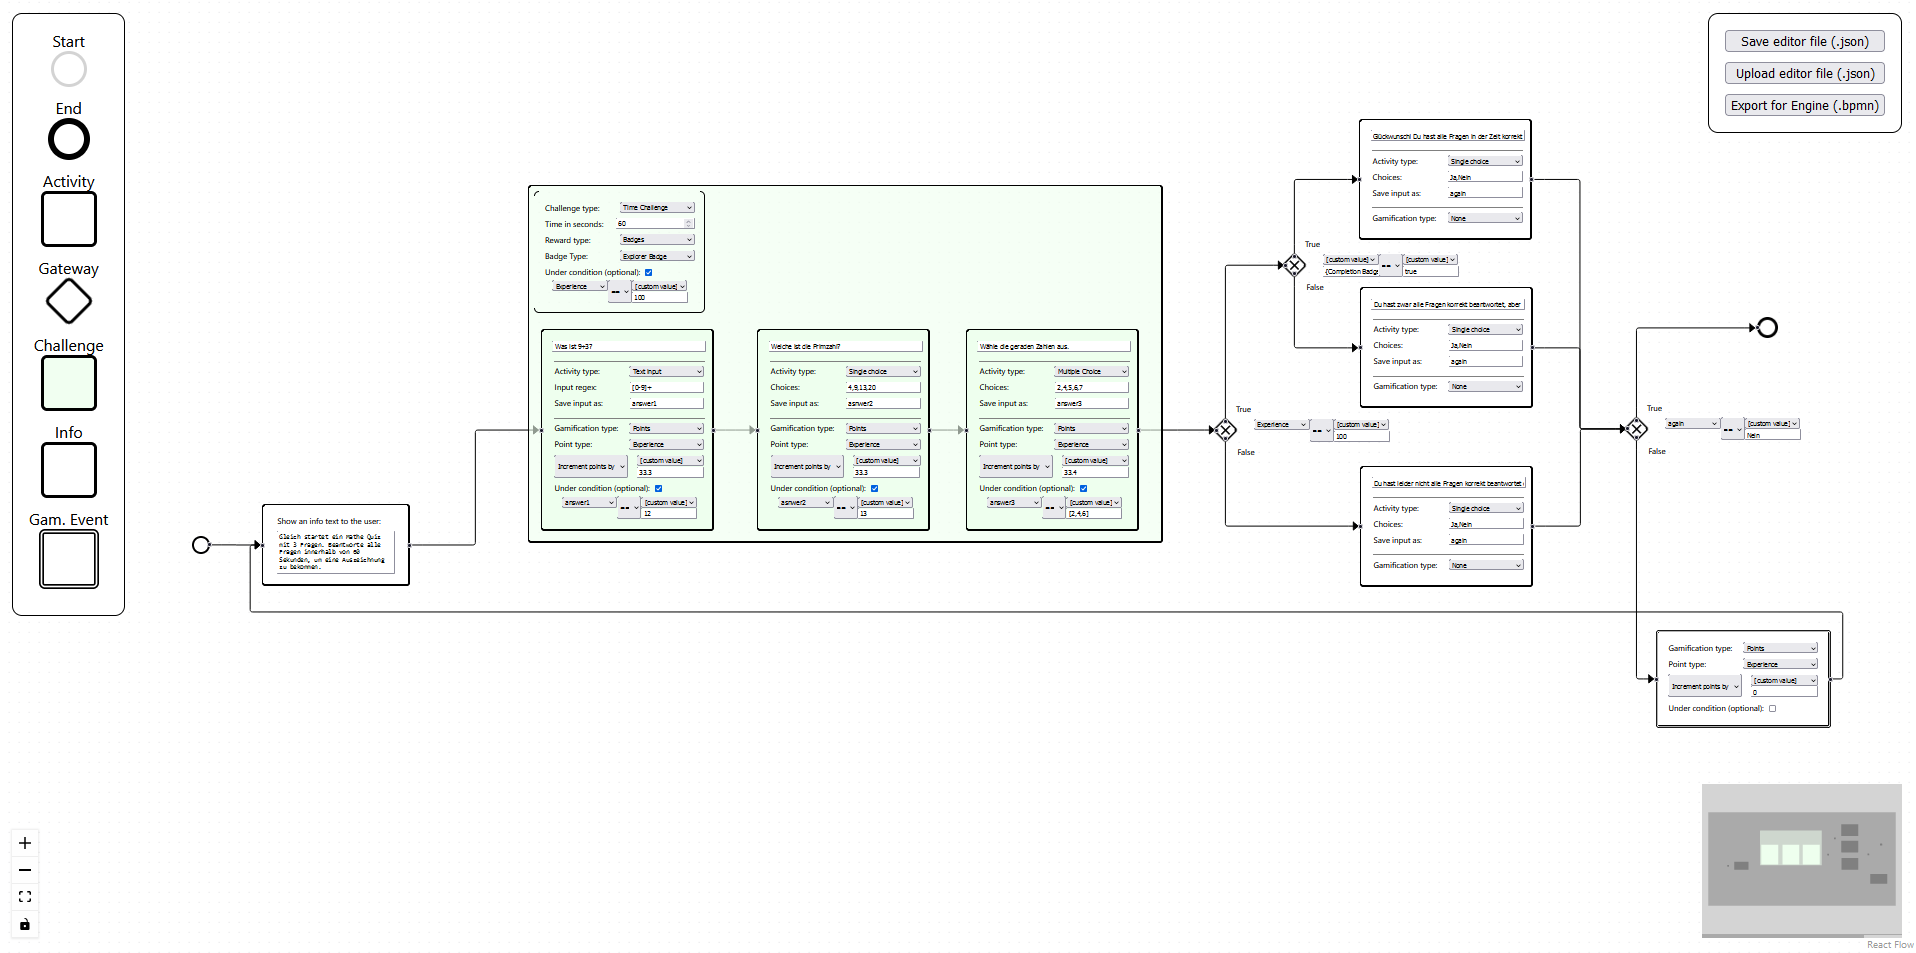 Start
End
Activity
Gateway
Challenge
Info
Gam. Event
Save editor file (.json)
Upload editor file (.json)
Export for Engine (.bpmn)
Show an info text to the user:
Gleich startet ein Mathe Quiz
mit 3 Fragen. Beantworte alle
Fragen innerhalb von 60
Sekunden, um eine Auszeichnung
zu bekommen.
Challenge type: Time Challenge
Time in seconds: 60
Reward type: Badges
Badge Type: Explorer Badge
Under condition (optional):
Experience == [custom value]
100
Was ist 9+3?
Activity type: Text input
Input regex: [0-9]+
Save input as: answer1
Gamification type: Points
Point type: Experience
Increment points by [custom value]
33.3
Under condition (optional):
answer1 == [custom value]
12
Welche ist die Primzahl?
Activity type: Single choice
Choices: 4,9,13,20
Save input as: asnwer2
Gamification type: Points
Point type: Experience
Increment points by [custom value]
33.3
Under condition (optional):
asnwer2 == [custom value]
13
Wähle die geraden Zahlen aus.
Activity type: Multiple Choice
Choices: 2,4,5,6,7
Save input as: answer3
Gamification type: Points
Point type: Experience
Increment points by [custom value]
33.4
Under condition (optional):
answer3 == [custom value]
[2,4,6]
True
Experience == [custom value]
100
False
True
[custom value] == [custom value]
{Completion Badge true
False
Glückwunsch! Du hast alle Fragen in der Zeit korrekt
Activity type: Single choice
Choices: Ja,Nein
Save input as: again
Gamification type: None
Du hast zwar alle Fragen korrekt beantwortet, aber
Activity type: Single choice
Choices: Ja,Nein
Save input as: again
Gamification type: None
Du hast leider nicht alle Fragen korrekt beantwortet
Activity type: Single choice
Choices: Ja,Nein
Save input as: again
Gamification type: None
True
again == [custom value]
Nein
False
Gamification type: Points
Point type: Experience
Increment points by [custom value]
0
Under condition (optional):
React Flow